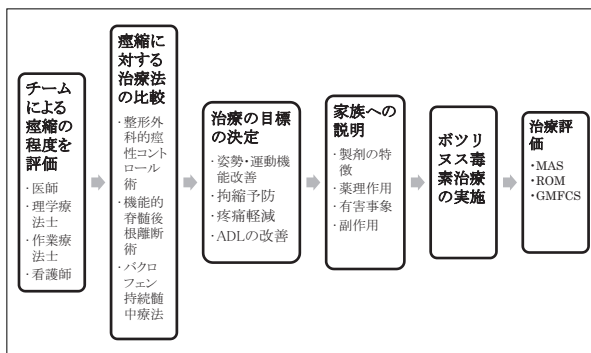 チーム
による
痙縮の
程度を
評価
・医師
・理学療
法士
・作業療
法士
・看護師
痙縮に
対する
治療法
の比較
・整形外
科的痙
性コント
ロール
術
・機能的
脊髄後
根離断
術
・バクロ
フェン
持続髄
中療法
治療の目標
の決定
・姿勢・運動機
能改善
・拘縮予防
・疼痛軽減
・ADLの改善
家族への
説明
・製剤の特
徴
・薬理作用
・有害事象
・副作用
ボツリ
ヌス毒
素治療
の実施
治療評
価
・MAS
・ROM
・GMFCS